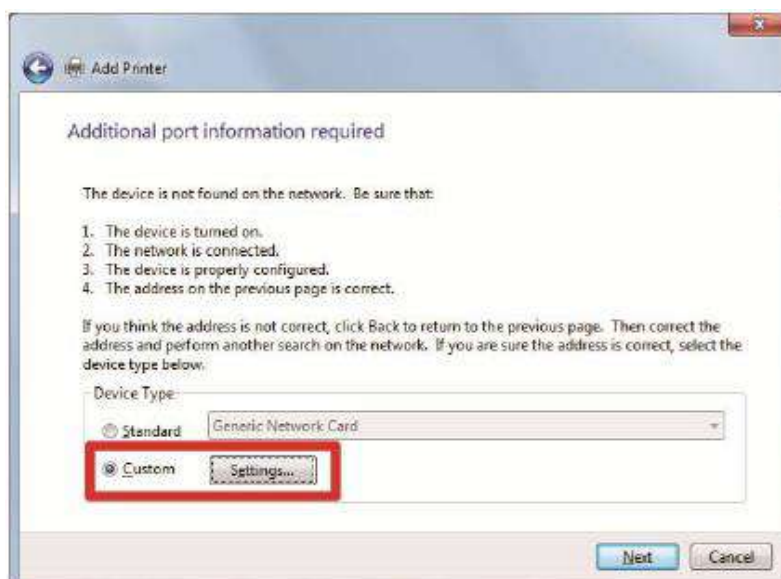 Add Printer
Additional port information required
The device is not found on the network. Be sure that:
1. The device is turned on.
2. The network is connected.
3. The device is properly configured.
4. The address on the previous page is correct.
If you think the address is not correct, click Back to return to the previous page. Then correct the
address and perform another search on the network. If you are sure the address is correct, select the
device type below.
Device Type
Standard Generic Network Card
Custom Settings...
Next Cancel